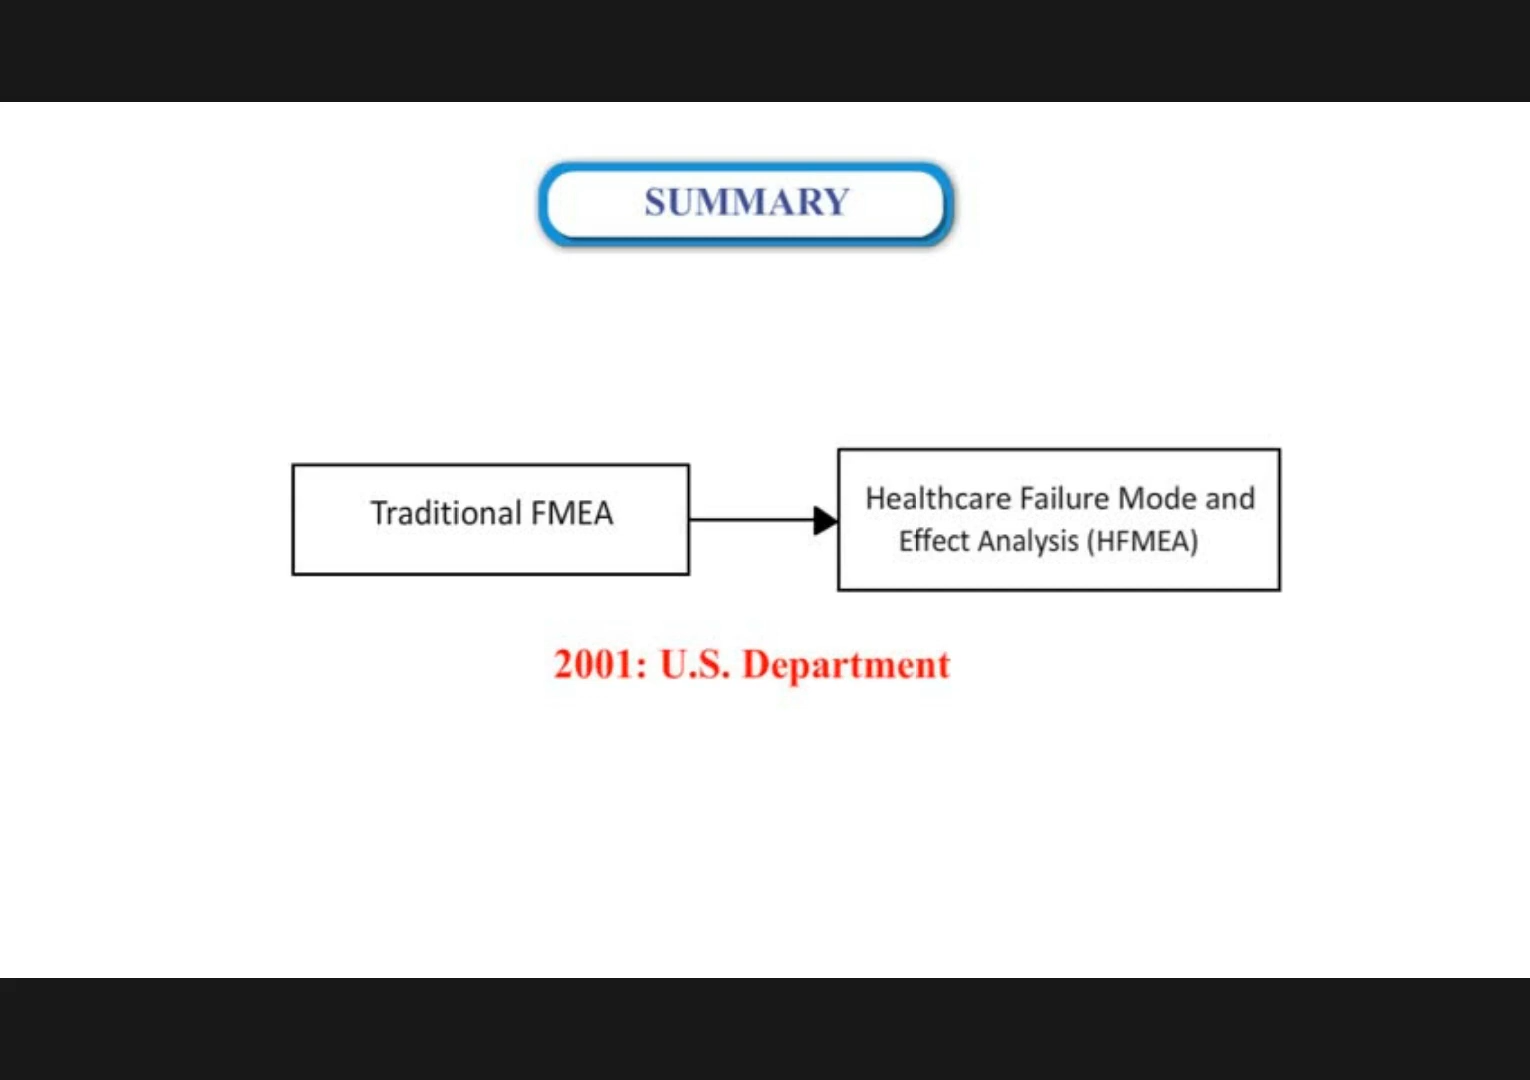 SUMMARY
Traditional FMEA
Healthcare Failure Mode and
Effect Analysis (HFMEA)
2001: U.S. Department